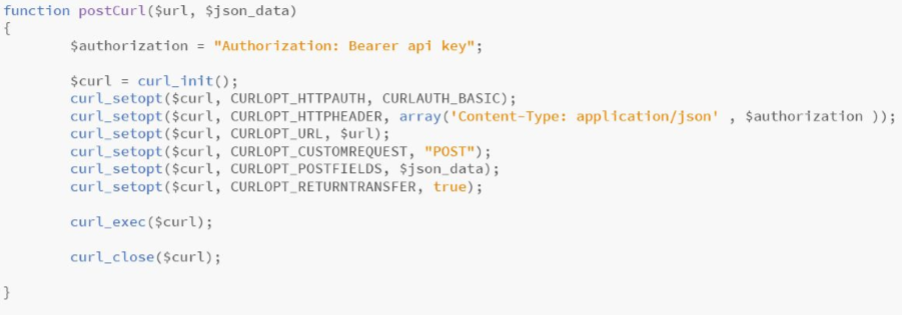 function postCurl($url, $json_data)
{
$authorization = "Authorization: Bearer api key";
$curl = curl_init();
curl_setopt($curl, CURLOPT_HTTPAUTH, CURLAUTH_BASIC);
curl_setopt($curl, CURLOPT_HTTPHEADER, array('Content-Type: application/json' , $authorization ));
curl_setopt($curl, CURLOPT_URL, $url);
curl_setopt($curl, CURLOPT_CUSTOMREQUEST, "POST");
curl_setopt($curl, CURLOPT_POSTFIELDS, $json_data);
curl_setopt($curl, CURLOPT_RETURNTRANSFER, true);
curl_exec($curl);
curl_close($curl);
}